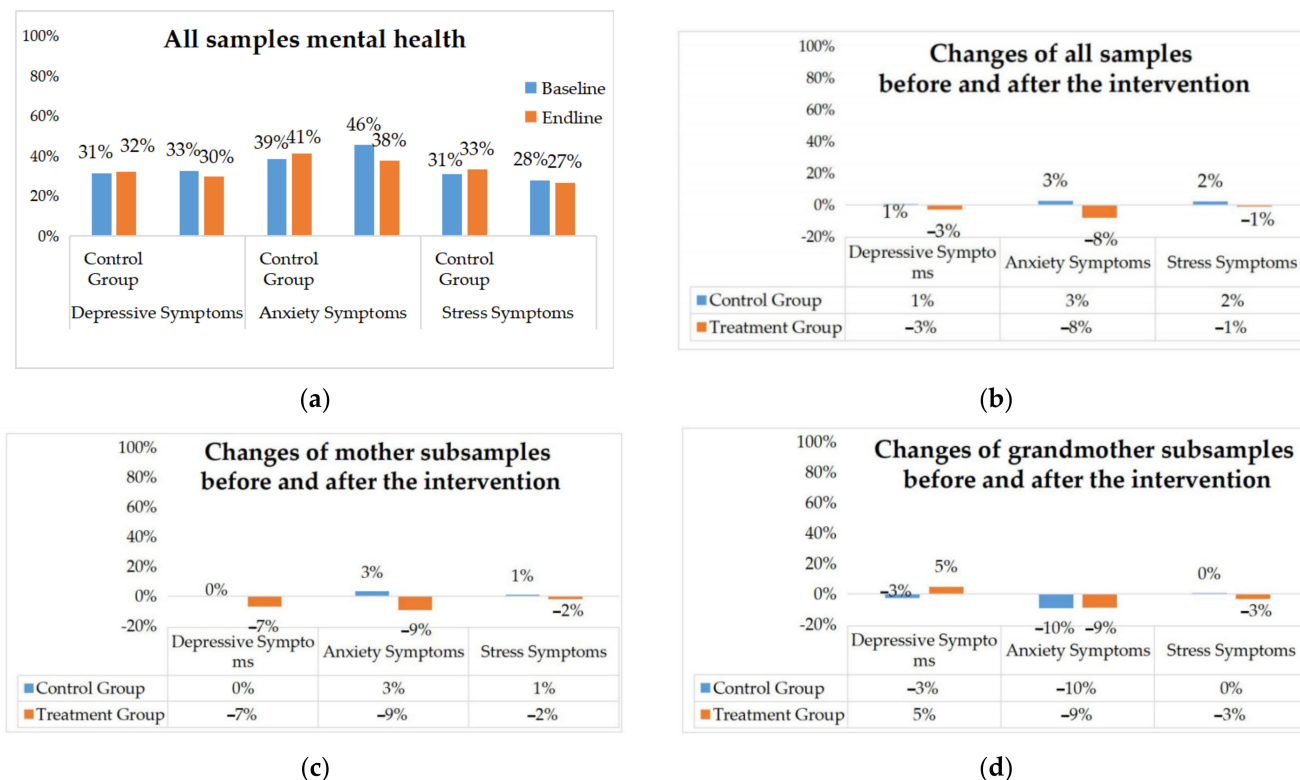 All samples mental health
100%
80%
60%
40%
20%
0%
Baseline
Endline
31% 32% 33% 30% 39% 41% 46% 38% 31% 33% 28% 27%
Control Group Control Group Control Group
Depressive Symptoms Anxiety Symptoms Stress Symptoms
(a)
Changes of all samples
before and after the intervention
100%
80%
60%
40%
20%
0%
-20%
1% −3% 3% −8% 2% −1%
Depressive Sympto
ms
Anxiety Symptoms Stress Symptoms
Control Group 1% 3% 2%
Treatment Group −3% −8% −1%
(b)
Changes of mother subsamples
before and after the intervention
100%
80%
60%
40%
20%
0%
-20%
0% −7% 3% −9% 1% −2%
Depressive Sympto
ms
Anxiety Symptoms Stress Symptoms
Control Group 0% 3% 1%
Treatment Group −7% −9% −2%
(c)
Changes of grandmother subsamples
before and after the intervention
100%
80%
60%
40%
20%
0%
-20%
−3% 5% −10% −9% 0% −3%
Depressive Sympto
ms
Anxiety Symptoms Stress Symptoms
Control Group −3% −10% 0%
Treatment Group 5% −9% −3%
(d)